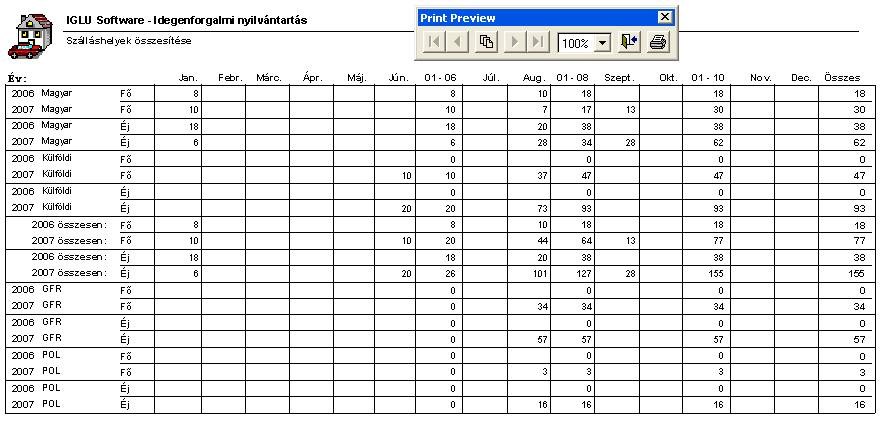 IGLU Software - Idegenforgalmi nyilvántartás
Szálláshelyek összesítése
Print Preview
100%
Év: Jan. Febr. Márc. Ápr. Máj. Jún. 01 - 06 Júl. Aug. 01 - 08 Szept. Okt. 01 - 10 Nov. Dec. Összes
2006 Magyar Fő 8 8 10 18 18 18
2007 Magyar Fő 10 10 7 17 13 30 30
2006 Magyar Éj 18 18 20 38 38 38
2007 Magyar Éj 6 6 28 34 28 62 62
2006 Külföldi Fő 0 0 0 0
2007 Külföldi Fő 10 10 37 47 47 47
2006 Külföldi Éj 0 0 0 0
2007 Külföldi Éj 20 20 73 93 93 93
2006 összesen: Fő 8 8 10 18 18 18
2007 összesen: Fő 10 10 20 44 64 13 77 77
2006 összesen: Éj 18 18 20 38 38 38
2007 összesen: Éj 6 20 26 101 127 28 155 155
2006 GFR Fő 0 0 0 0
2007 GFR Fő 0 34 34 34 34
2006 GFR Éj 0 0 0 0
2007 GFR Éj 0 57 57 57 57
2006 POL Fő 0 0 0 0
2007 POL Fő 0 3 3 3 3
2006 POL Éj 0 0 0 0
2007 POL Éj 0 16 16 16 16